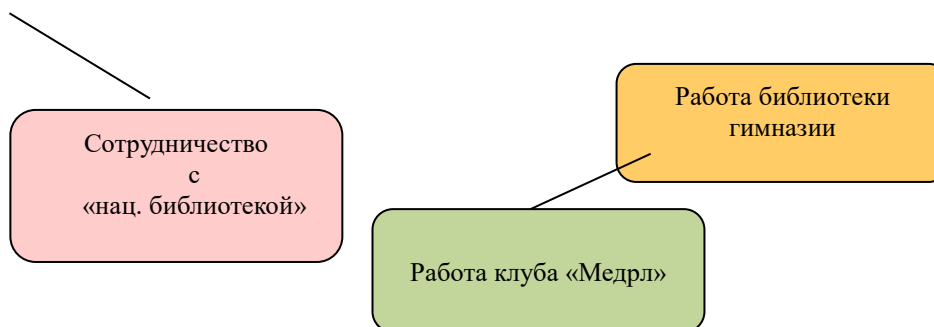 Работа библиотеки
гимназии
Сотрудничество
с
«нац. библиотекой»
Работа клуба «Медрл»